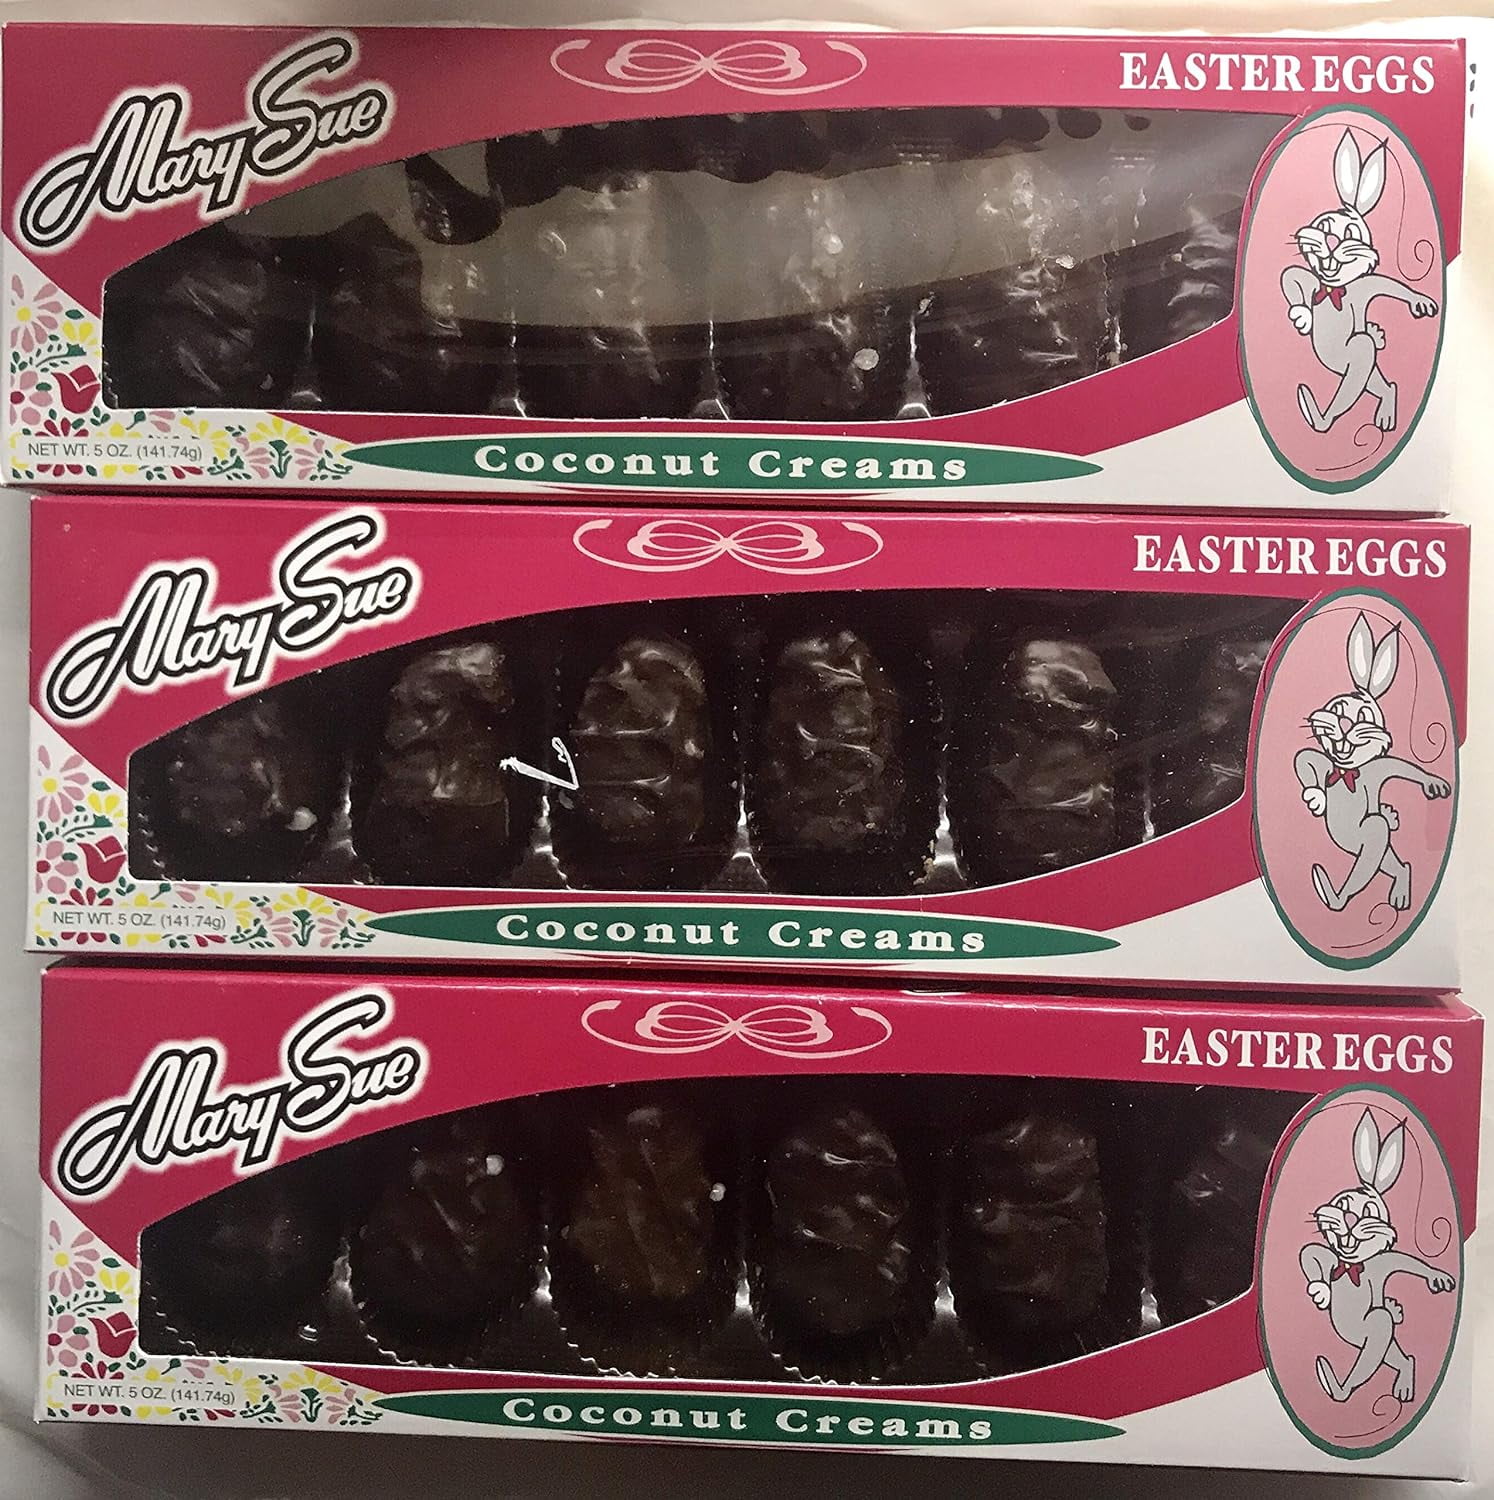 Mary Sue
EASTER EGGS
NET WT. 5 OZ. (141.74g)
Coconut Creams
Mary Sue
EASTER EGGS
NET WT. 5 OZ. (141.74g)
Coconut Creams
Mary Sue
EASTER EGGS
NET WT. 5 OZ. (141.74g)
Coconut Creams